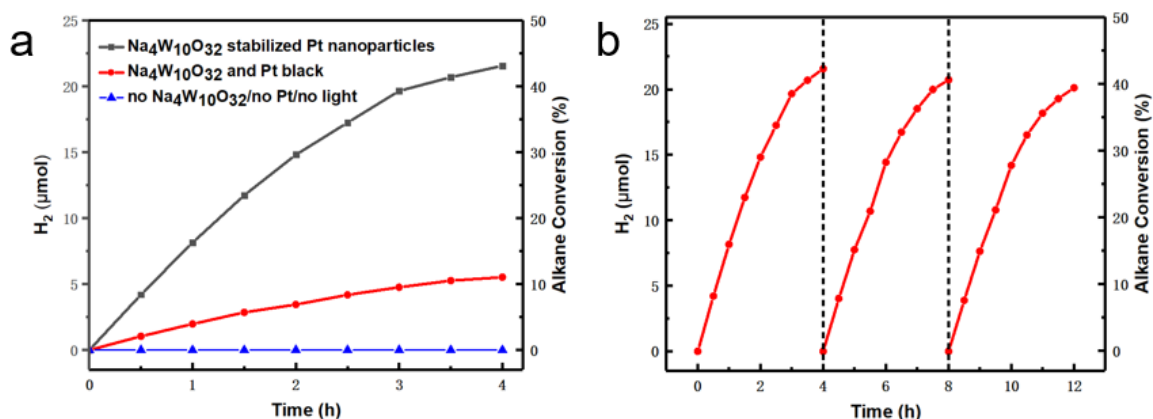 a
H₂ (μmol)
25
20
15
10
5
0
Na₄W₁₀O₃₂ stabilized Pt nanoparticles
Na₄W₁₀O₃₂ and Pt black
no Na₄W₁₀O₃₂/no Pt/no light
50
40
30
20
10
0
Alkane Conversion (%)
0 1 2 3 4
Time (h)
b
H₂ (μmol)
25
20
15
10
5
0
50
40
30
20
10
0
Alkane Conversion (%)
0 2 4 6 8 10 12
Time (h)